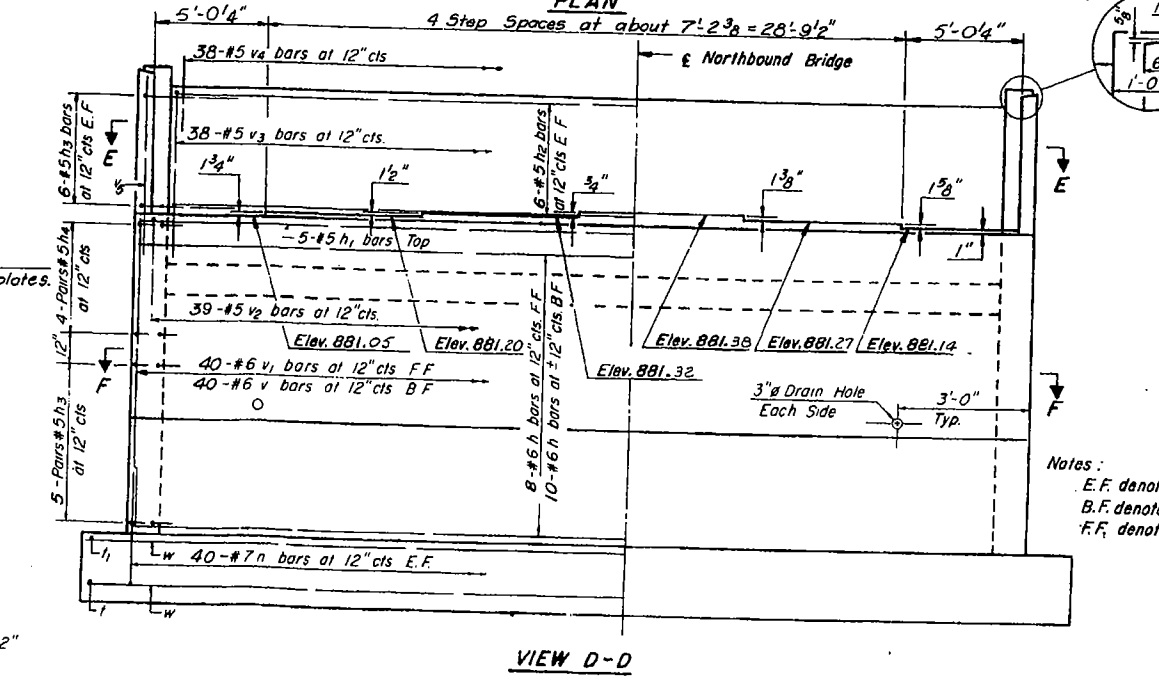 PLAN
5'-0¼"
4 Step Spaces at about 7'-2⅜ = 28'-9½"
5'-0¼"
38-#5 v4 bars at 12" cts
℄ Northbound Bridge
⅝"
1'-0
6-#5 h3 bars
at 12" cts E.F.
E
38-#5 v3 bars at 12" cts.
6-#5 h2 bars
at 12" cts E F
E
1¾"
1½"
¾"
1⅜"
1⅝"
1"
5-#5 h1 bars Top
4-Pairs #5 h4
at 12" cts
plates.
39-#5 v2 bars at 12" cts.
Elev. 881.05
Elev. 881.20
Elev. 881.32
Elev. 881.38
Elev. 881.27
Elev. 881.14
12"
F
40-#6 v1 bars at 12" cts F F
40-#6 v bars at 12" cts B F
8-#6 h bars at 12" cts. F F
10-#6 h bars at ±12" cts. B F
3"ø Drain Hole
Each Side
3'-0"
Typ.
F
5-Pairs #5 h3
at 12" cts
Notes :
E.F. denot
B.F. denot
F.F. denot
t1
w
40-#7 n bars at 12" cts E.F.
t
w
2"
VIEW D-D